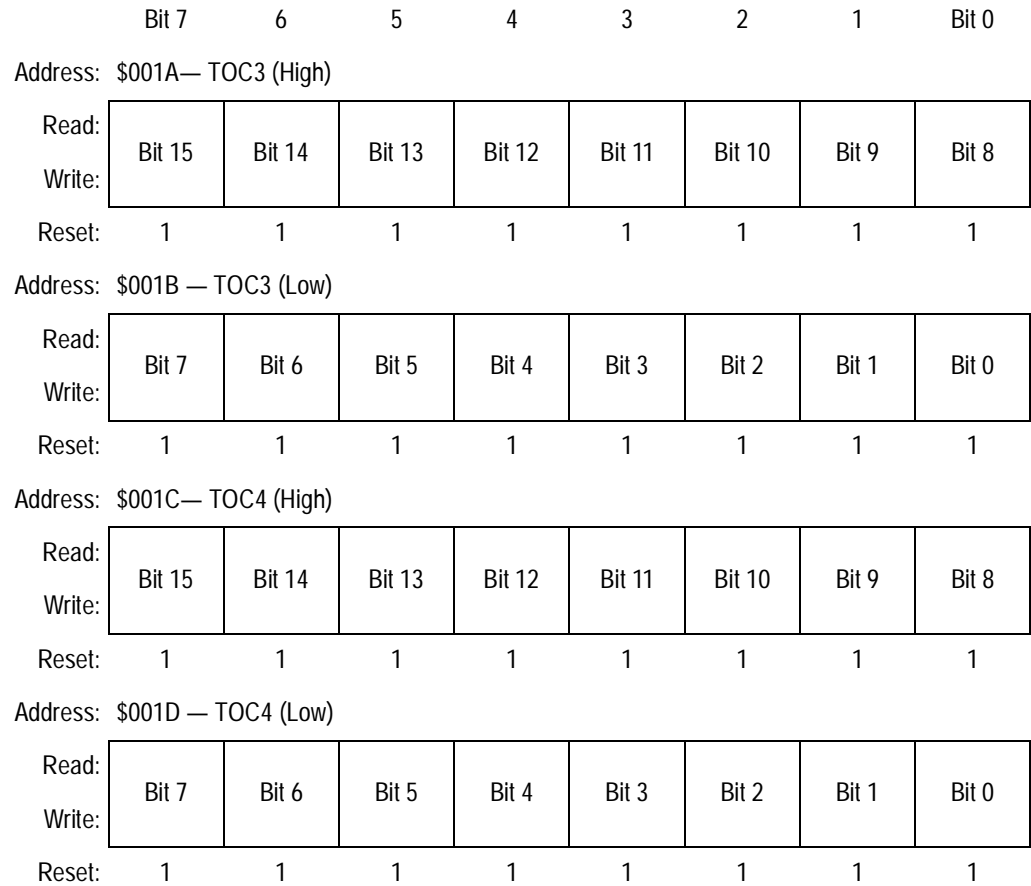 Bit 7 6 5 4 3 2 1 Bit 0
Address: $001A— TOC3 (High)
Read:
Bit 15 Bit 14 Bit 13 Bit 12 Bit 11 Bit 10 Bit 9 Bit 8
Write:
Reset: 1 1 1 1 1 1 1 1
Address: $001B — TOC3 (Low)
Read:
Bit 7 Bit 6 Bit 5 Bit 4 Bit 3 Bit 2 Bit 1 Bit 0
Write:
Reset: 1 1 1 1 1 1 1 1
Address: $001C— TOC4 (High)
Read:
Bit 15 Bit 14 Bit 13 Bit 12 Bit 11 Bit 10 Bit 9 Bit 8
Write:
Reset: 1 1 1 1 1 1 1 1
Address: $001D — TOC4 (Low)
Read:
Bit 7 Bit 6 Bit 5 Bit 4 Bit 3 Bit 2 Bit 1 Bit 0
Write:
Reset: 1 1 1 1 1 1 1 1